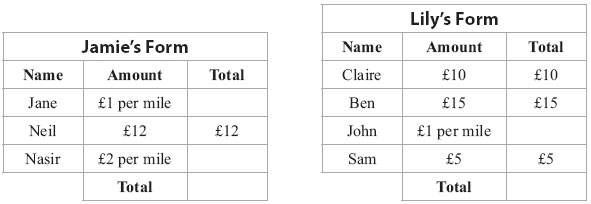 Jamie's Form
Name Amount Total
Jane £1 per mile
Neil £12 £12
Nasir £2 per mile
Total
Lily's Form
Name Amount Total
Claire £10 £10
Ben £15 £15
John £1 per mile
Sam £5 £5
Total